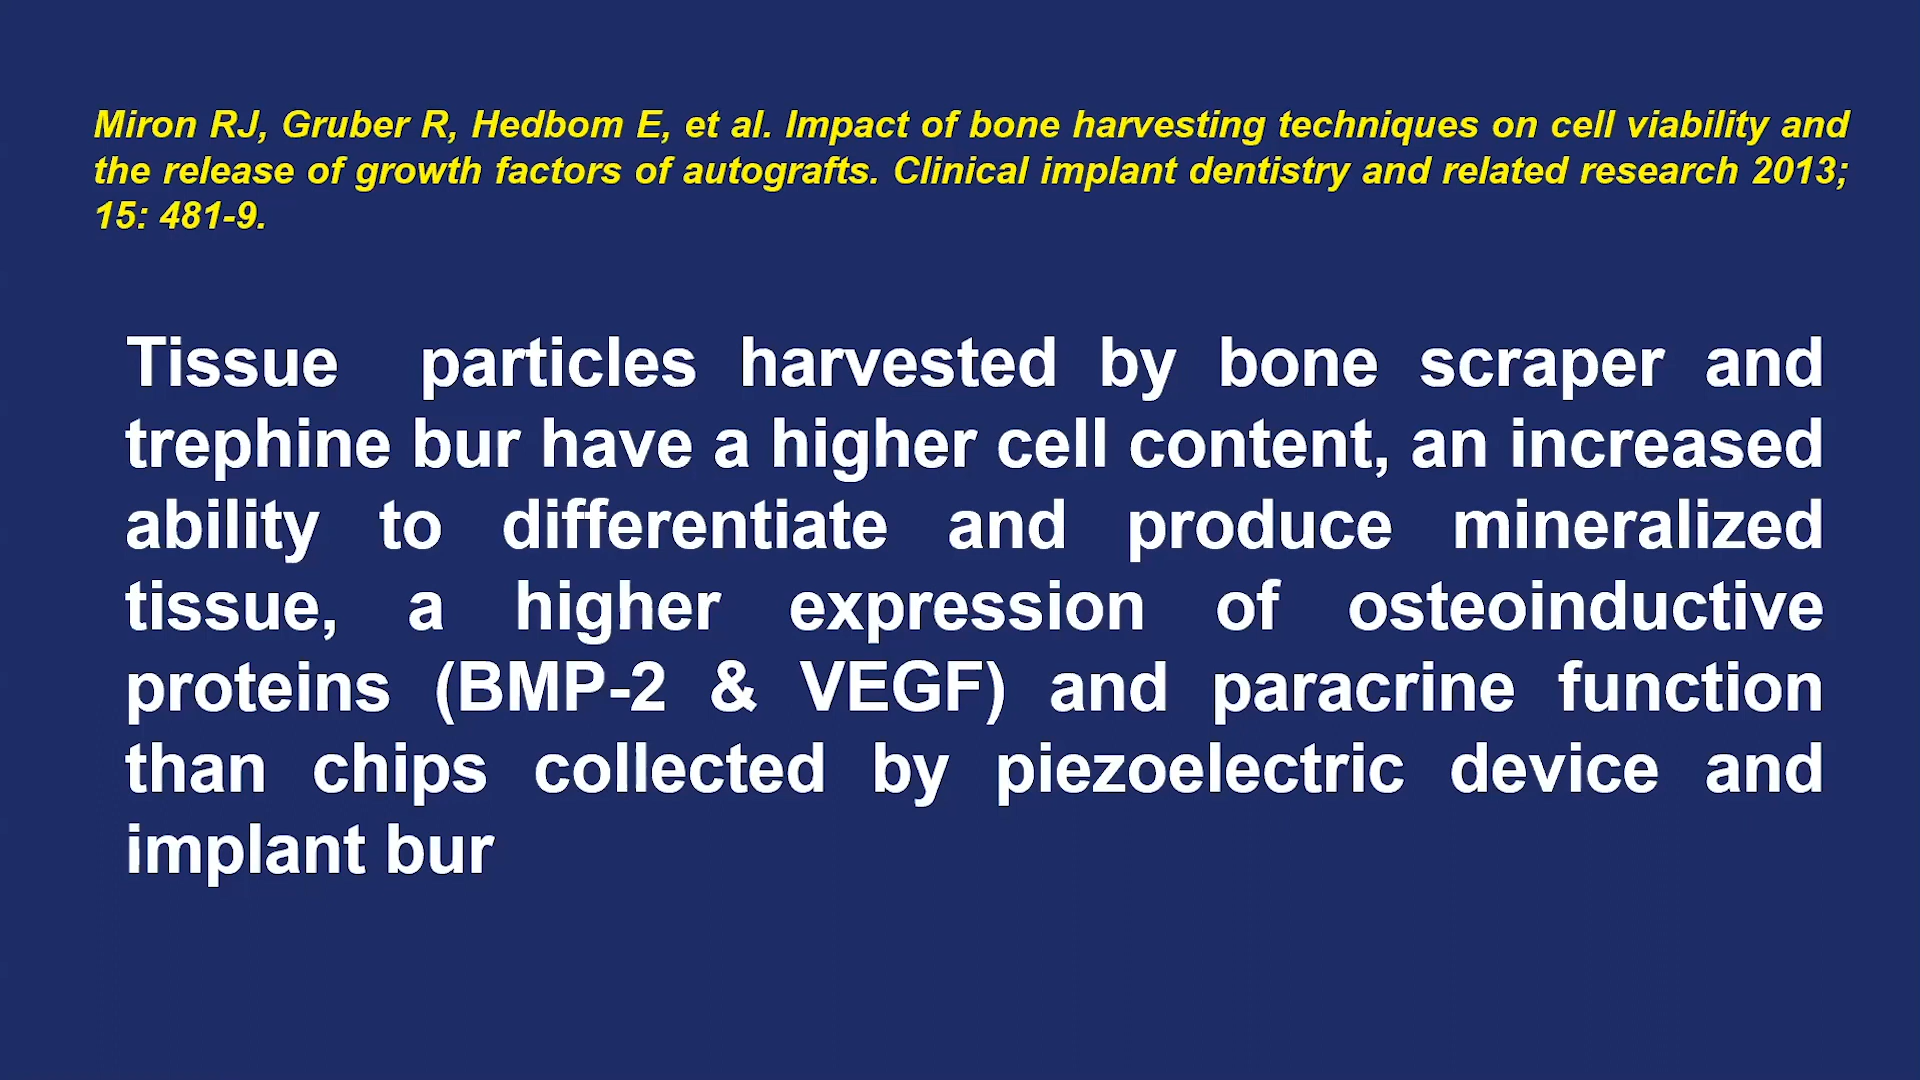 Miron RJ, Gruber R, Hedbom E, et al. Impact of bone harvesting techniques on cell viability and
the release of growth factors of autografts. Clinical implant dentistry and related research 2013;
15: 481-9.
Tissue particles harvested by bone scraper and
trephine bur have a higher cell content, an increased
ability to differentiate and produce mineralized
tissue, a higher expression of osteoinductive
proteins (BMP-2 & VEGF) and paracrine function
than chips collected by piezoelectric device and
implant bur